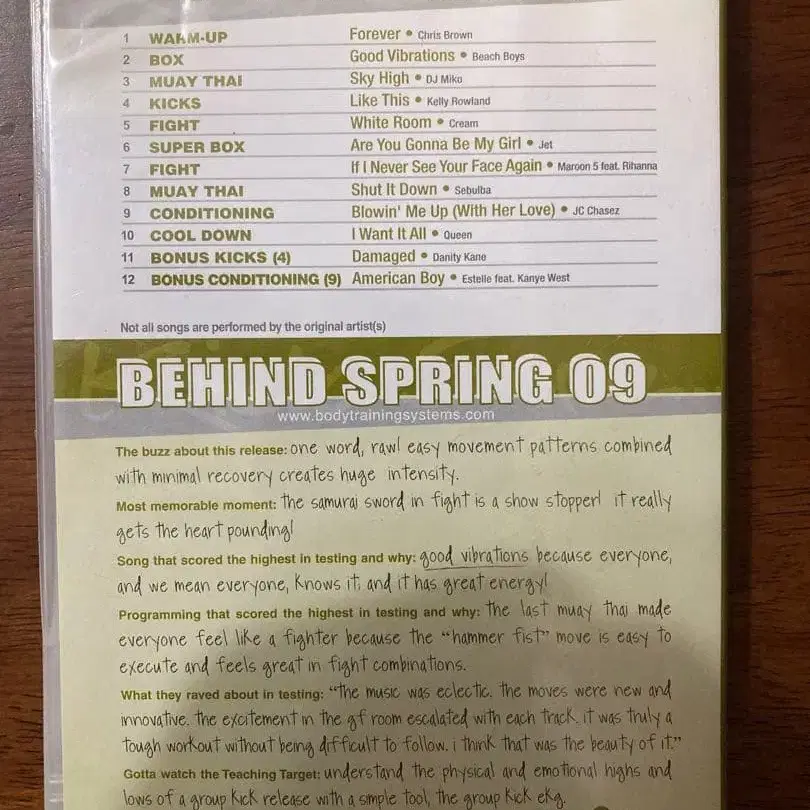 1 WARM-UP Forever • Chris Brown
2 BOX Good Vibrations • Beach Boys
3 MUAY THAI Sky High • DJ Miko
4 KICKS Like This • Kelly Rowland
5 FIGHT White Room • Cream
6 SUPER BOX Are You Gonna Be My Girl • Jet
7 FIGHT If I Never See Your Face Again • Maroon 5 feat. Rihanna
8 MUAY THAI Shut It Down • Sebulba
9 CONDITIONING Blowin' Me Up (With Her Love) • JC Chasez
10 COOL DOWN I Want It All • Queen
11 BONUS KICKS (4) Damaged • Danity Kane
12 BONUS CONDITIONING (9) American Boy • Estelle feat. Kanye West
Not all songs are performed by the original artist(s)
BEHIND SPRING 09
www.bodytrainingsystems.com
The buzz about this release: one word, raw! easy movement patterns combined
with minimal recovery creates huge intensity.
Most memorable moment: the samurai sword in fight is a show stopper! it really
gets the heart pounding!
Song that scored the highest in testing and why: good vibrations because everyone,
and we mean everyone, knows it; and it has great energy!
Programming that scored the highest in testing and why: the last muay thai made
everyone feel like a fighter because the "hammer fist" move is easy to
execute and feels great in fight combinations.
What they raved about in testing: "the music was eclectic. the moves were new and
innovative. the excitement in the gf room escalated with each track. it was truly a
tough workout without being difficult to follow. i think that was the beauty of it."
Gotta watch the Teaching Target: understand the physical and emotional highs and
lows of a group kick release with a simple tool, the group kick ekg.